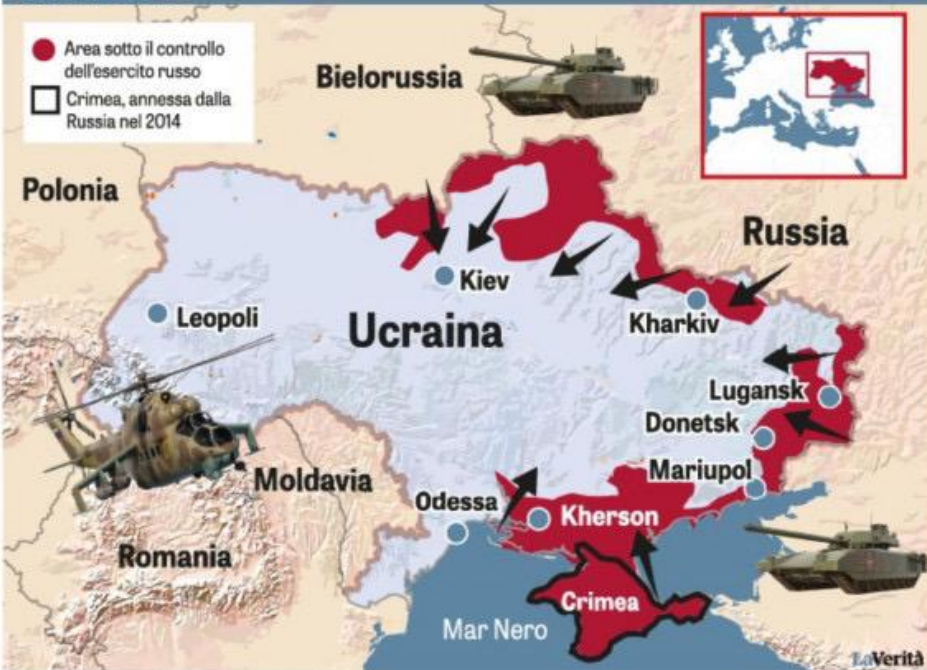 Area sotto il controllo
dell'esercito russo
Crimea, annessa dalla
Russia nel 2014
Bielorussia
Polonia
Russia
Kiev
Leopoli
Ucraina
Kharkiv
Lugansk
Donetsk
Mariupol
Moldavia
Odessa
Kherson
Romania
Crimea
Mar Nero
LaVerità